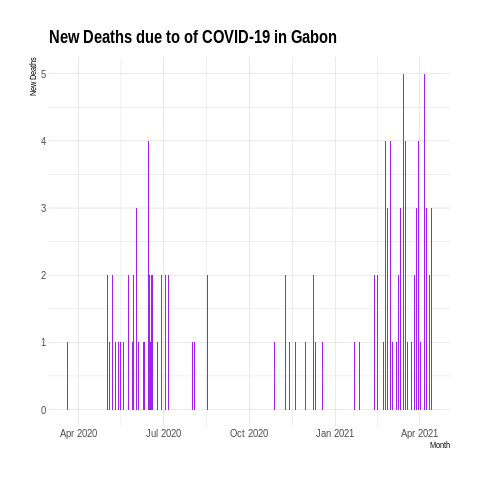 New Deaths due to of COVID-19 in Gabon
New Deaths
5
4
3
2
1
0
Apr 2020 Jul 2020 Oct 2020 Jan 2021 Apr 2021
Month